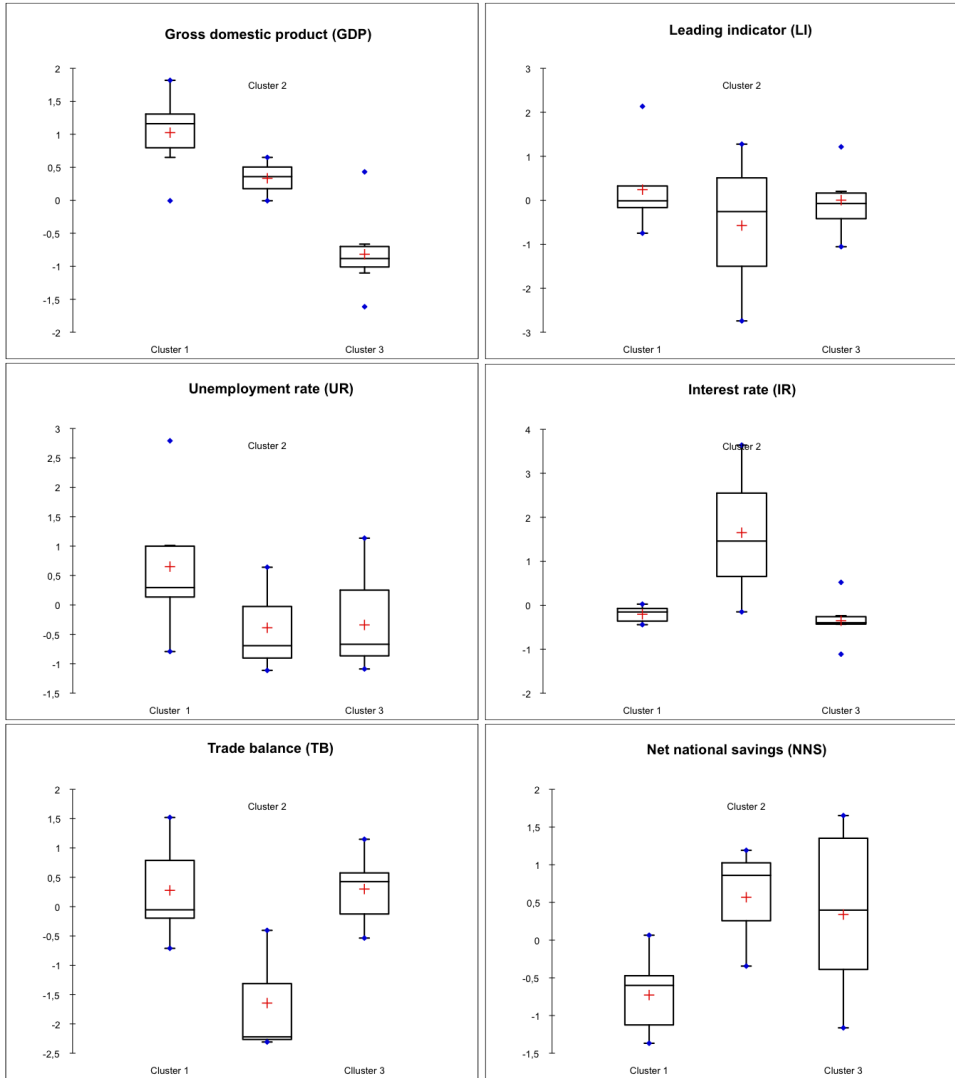 Gross domestic product (GDP)
2
1,5
1
0,5
0
-0,5
-1
-1,5
-2
Cluster 2
Cluster 1
Cluster 3
Leading indicator (LI)
3
2
1
0
-1
-2
-3
Cluster 2
Cluster 1
Cluster 3
Unemployment rate (UR)
3
2,5
2
1,5
1
0,5
0
-0,5
-1
-1,5
Cluster 2
Cluster 1
Cluster 3
Interest rate (IR)
4
3
2
1
0
-1
-2
Cluster 2
Cluster 1
Cluster 3
Trade balance (TB)
2
1,5
1
0,5
0
-0,5
-1
-1,5
-2
-2,5
Cluster 2
Cluster 1
Clluster 3
Net national savings (NNS)
2
1,5
1
0,5
0
-0,5
-1
-1,5
Cluster 2
Cluster 1
Cluster 3